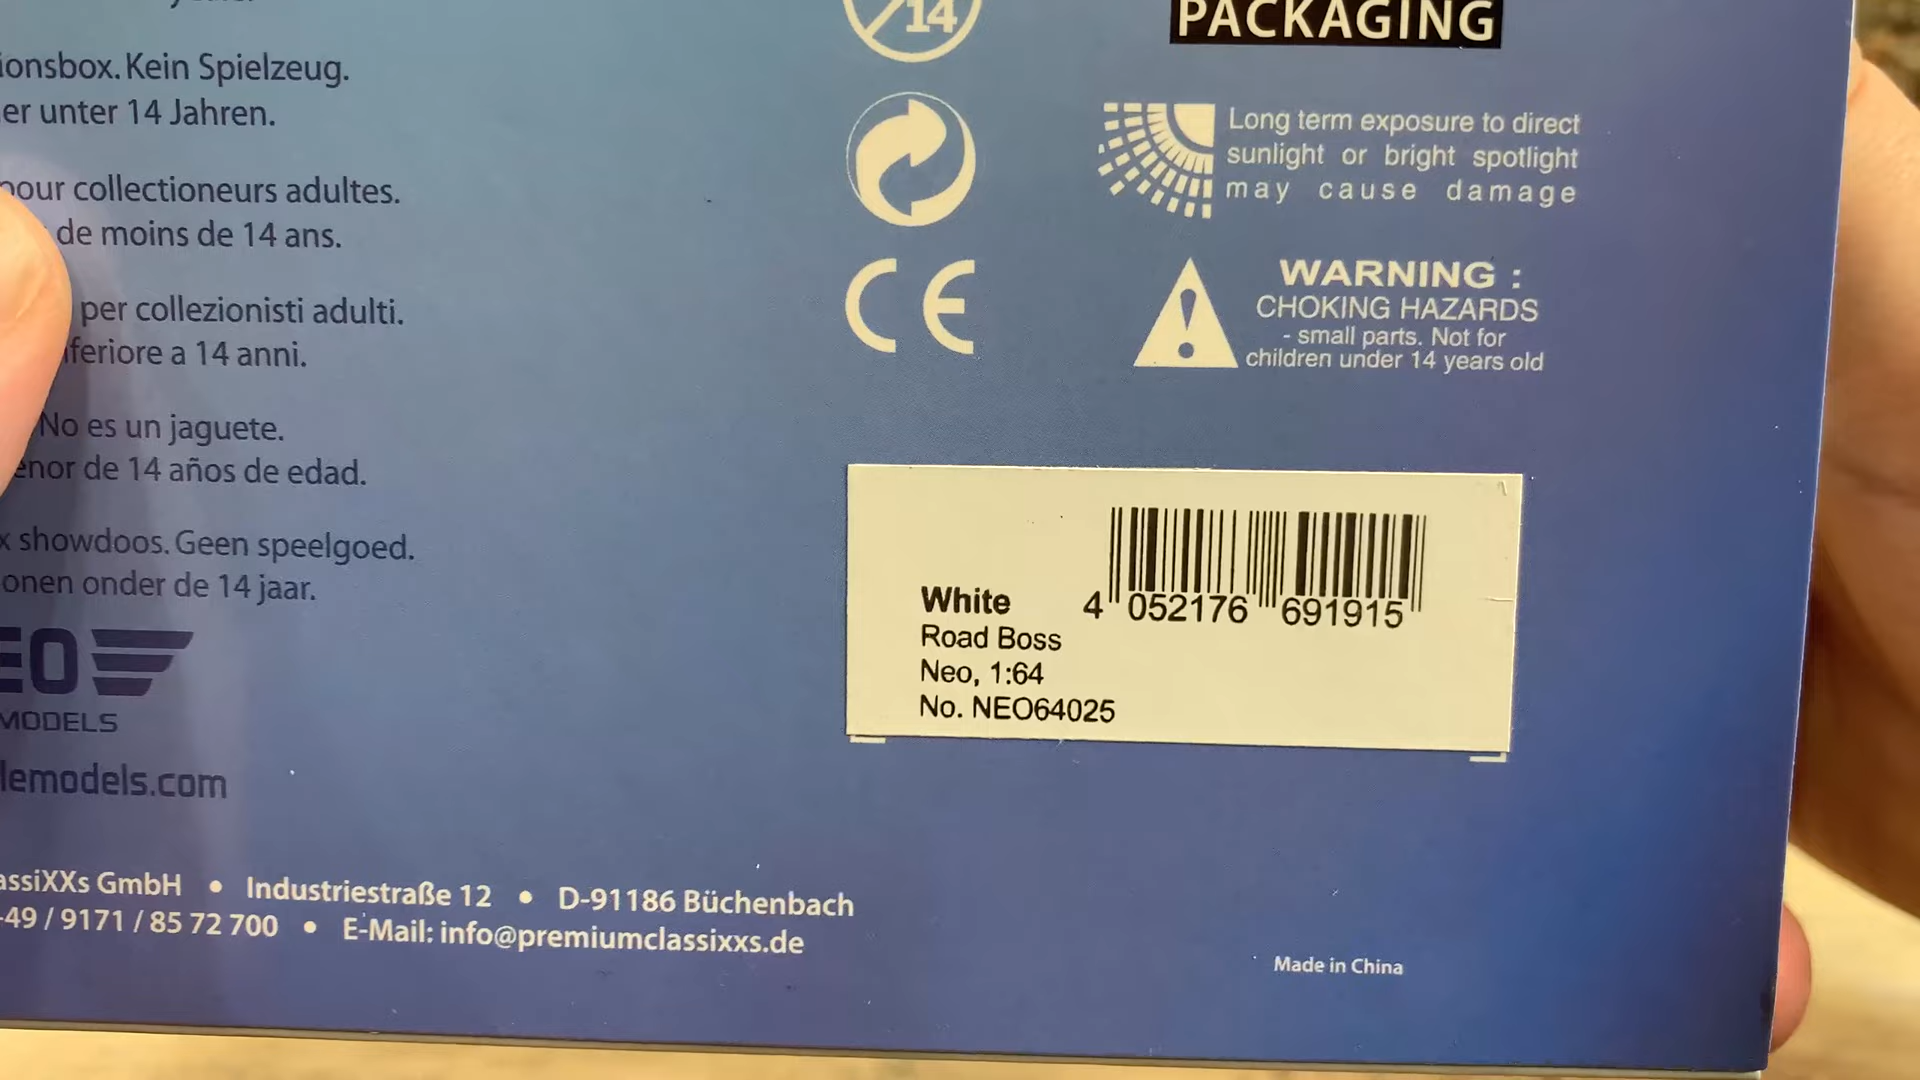 ionsbox. Kein Spielzeug.
er unter 14 Jahren.
pour collectioneurs adultes.
de moins de 14 ans.
per collezionisti adulti.
feriore a 14 anni.
No es un jaguete.
enor de 14 años de edad.
x showdoos. Geen speelgoed.
onen onder de 14 jaar.
EO
MODELS
lemodels.com
assiXXs GmbH • Industriestraße 12 • D-91186 Büchenbach
-49 / 9171 / 85 72 700 • E-Mail: info@premiumclassixxs.de
14
PACKAGING
Long term exposure to direct
sunlight or bright spotlight
may cause damage
CE
WARNING :
CHOKING HAZARDS
- small parts. Not for
children under 14 years old
4 052176 691915
White
Road Boss
Neo, 1:64
No. NEO64025
Made in China